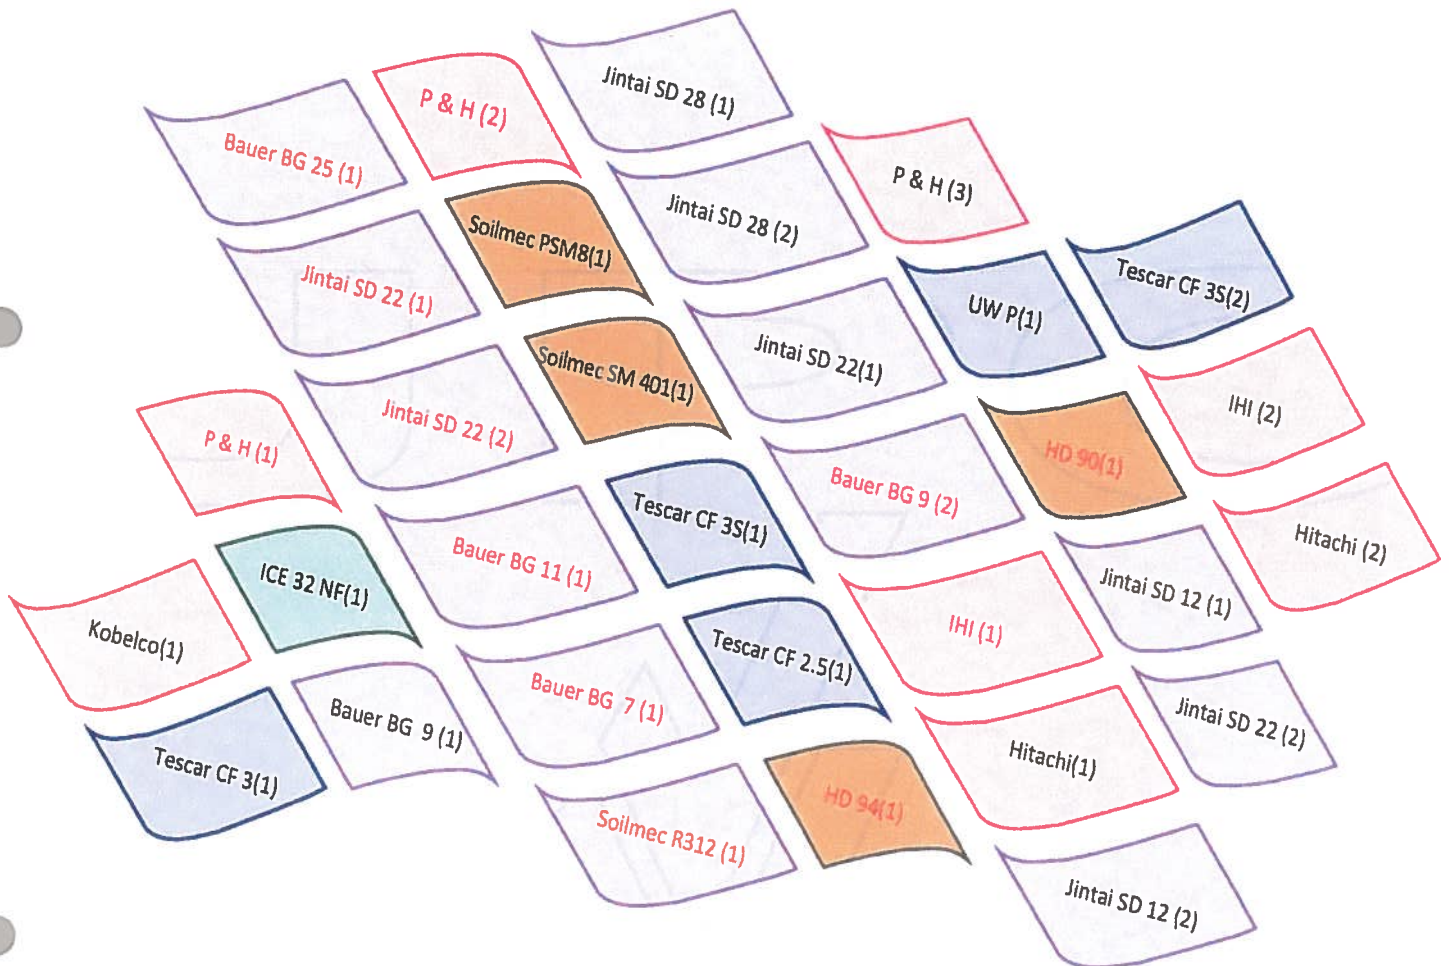 Jintai SD 28 (1)
P & H (2)
Bauer BG 25 (1)
Jintai SD 28 (2)
P & H (3)
Soilmec PSM8(1)
Jintai SD 22 (1)
Tescar CF 3S(2)
UW P(1)
Jintai SD 22(1)
Soilmec SM 401(1)
Jintai SD 22 (2)
P & H (1)
IHI (2)
HD 90(1)
Bauer BG 9 (2)
Tescar CF 3S(1)
Bauer BG 11 (1)
ICE 32 NF(1)
Kobelco(1)
Hitachi (2)
Jintai SD 12 (1)
IHI (1)
Tescar CF 2.5(1)
Bauer BG 7 (1)
Bauer BG 9 (1)
Tescar CF 3(1)
Jintai SD 22 (2)
Hitachi(1)
HD 94(1)
Soilmec R312 (1)
Jintai SD 12 (2)